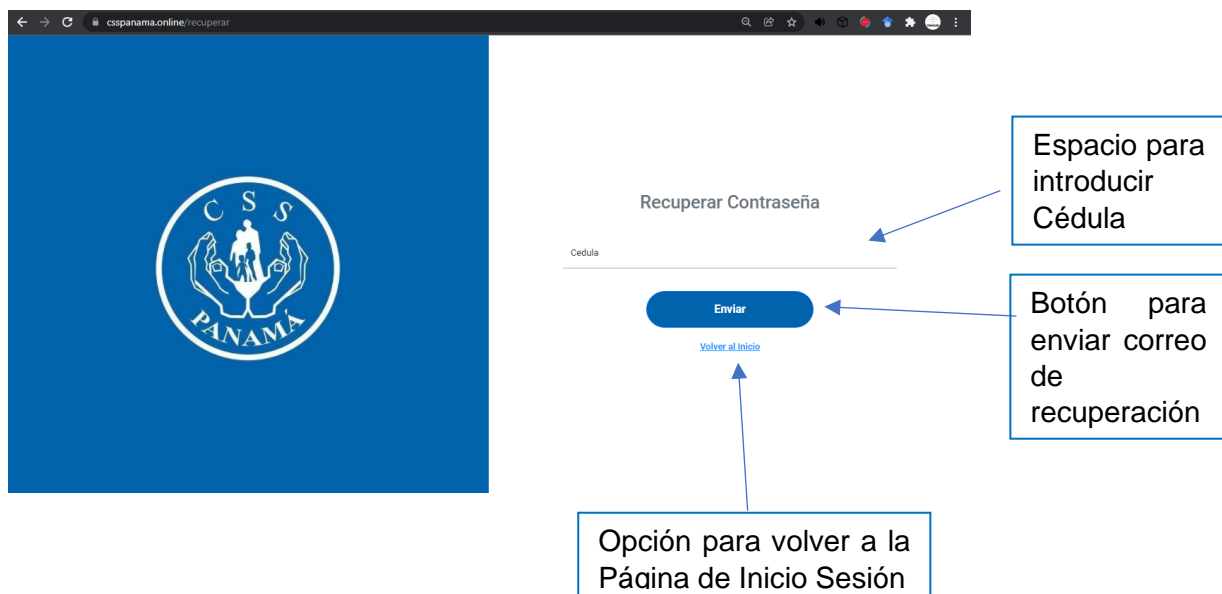 csspanama.online/recuperar
CSS
PANAMÁ
Recuperar Contraseña
Cedula
Enviar
Volver al Inicio
Espacio para
introducir
Cédula
Botón para
enviar correo
de
recuperación
Opción para volver a la
Página de Inicio Sesión